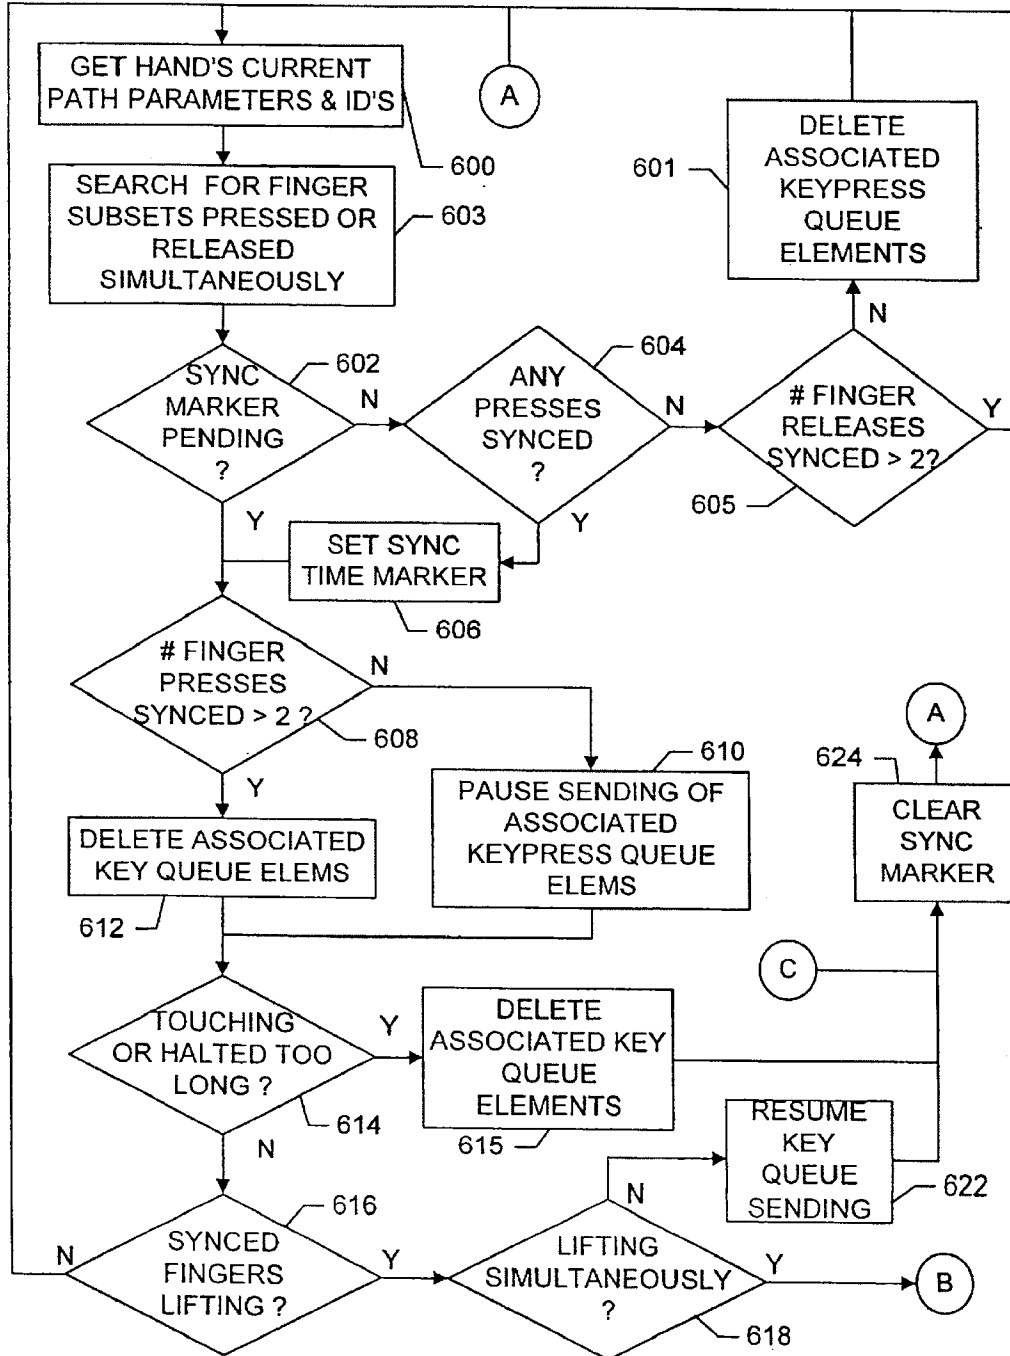 GET HAND'S CURRENT
PATH PARAMETERS & ID'S
600
A
DELETE
ASSOCIATED
KEYPRESS
QUEUE
ELEMENTS
601
SEARCH FOR FINGER
SUBSETS PRESSED OR
RELEASED
SIMULTANEOUSLY
603
SYNC
MARKER
PENDING
?
602
N
Y
ANY
PRESSES
SYNCED
?
604
N
Y
# FINGER
RELEASES
SYNCED > 2?
605
N
Y
SET SYNC
TIME MARKER
606
# FINGER
PRESSES
SYNCED > 2 ?
608
N
Y
PAUSE SENDING OF
ASSOCIATED
KEYPRESS QUEUE
ELEMS
610
DELETE ASSOCIATED
KEY QUEUE ELEMS
612
A
624
CLEAR
SYNC
MARKER
C
TOUCHING
OR HALTED TOO
LONG ?
614
Y
N
DELETE
ASSOCIATED KEY
QUEUE
ELEMENTS
615
RESUME
KEY
QUEUE
SENDING
622
SYNCED
FINGERS
LIFTING ?
616
N
Y
LIFTING
SIMULTANEOUSLY
?
618
N
Y
B